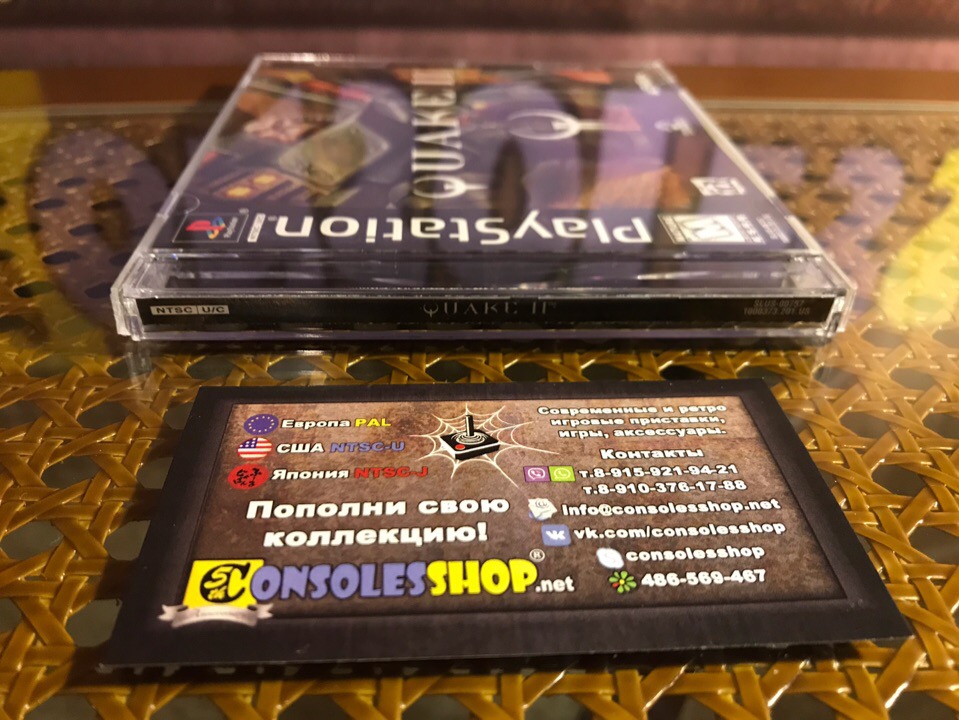 QUAKE II
PlayStation
NTSC U/C
QUAKE II
SLUS-00757
Европа PAL
США NTSC-U
Япония NTSC-J
Пополни свою
коллекцию!
CONSOLESSHOP.net
®
Современные и ретро
игровые приставки,
игры, аксессуары.
Контакты
т.8-915-921-94-21
т.8-910-376-17-88
info@consolesshop.net
vk.com/consolesshop
consolesshop
486-569-467